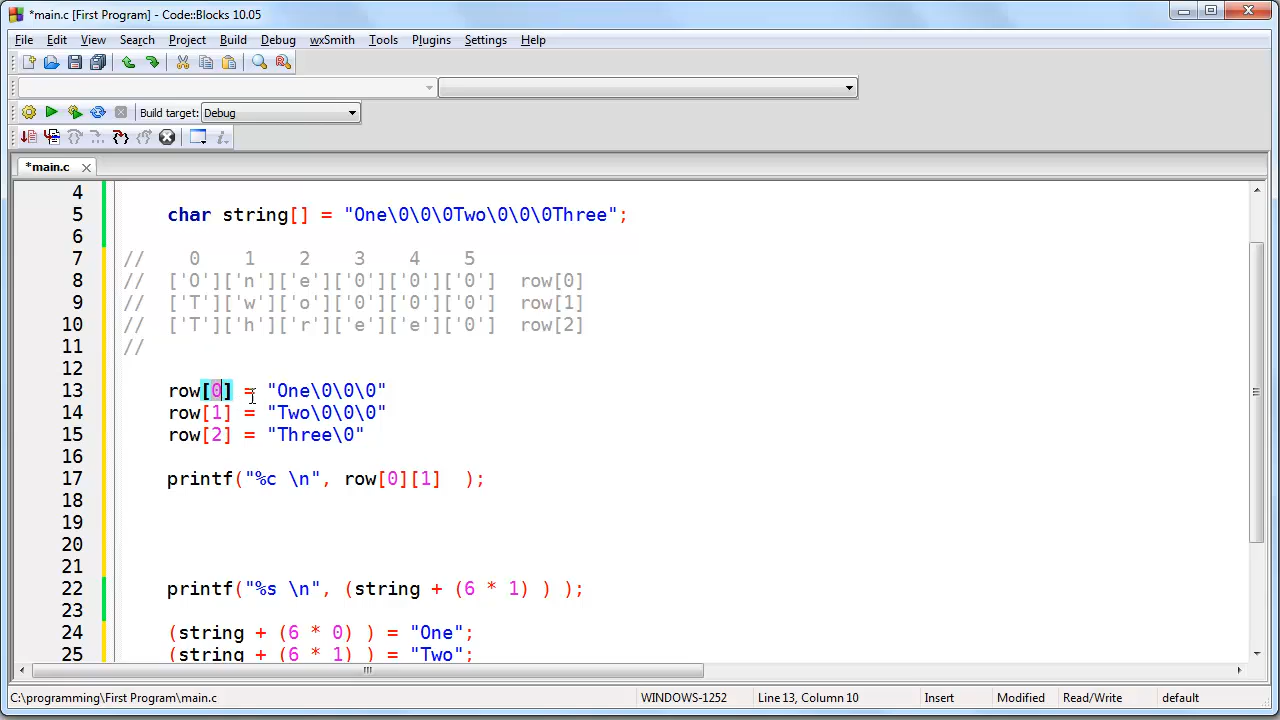 *main.c [First Program] - Code::Blocks 10.05
File Edit View Search Project Build Debug wxSmith Tools Plugins Settings Help
Build target: Debug
*main.c
4
5 char string[] = "One\0\0\0Two\0\0\0Three";
6
7 // 0 1 2 3 4 5
8 // ['O']['n']['e']['0']['0']['0'] row[0]
9 // ['T']['w']['o']['0']['0']['0'] row[1]
10 // ['T']['h']['r']['e']['e']['0'] row[2]
11 //
12
13 row[0] = "One\0\0\0"
14 row[1] = "Two\0\0\0"
15 row[2] = "Three\0"
16
17 printf("%c \n", row[0][1] );
18
19
20
21
22 printf("%s \n", (string + (6 * 1) ) );
23
24 (string + (6 * 0) ) = "One";
25 (string + (6 * 1) ) = "Two";
C:\programming\First Program\main.c WINDOWS-1252 Line 13, Column 10 Insert Modified Read/Write default